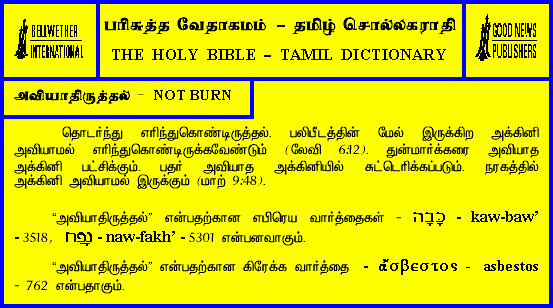 BELLWETHER
INTERNATIONAL
பரிசுத்த வேதாகமம் – தமிழ் சொல்லகராதி
THE HOLY BIBLE – TAMIL DICTIONARY
GOOD NEWS
PUBLISHERS
அவியாதிருத்தல் – NOT BURN
தொடர்ந்து எரிந்துகொண்டிருத்தல். பலிபீடத்தின் மேல் இருக்கிற அக்கினி
அவியாமல் எரிந்துகொண்டிருக்கவேண்டும் (லேவி 6:12). துன்மார்க்கரை அவியாத
அக்கினி பட்சிக்கும். பதர் அவியாத அக்கினியில் சுட்டெரிக்கப்படும். நரகத்தில்
அக்கினி அவியாமல் இருக்கும் (மாற் 9:48).
“அவியாதிருத்தல்” என்பதற்கான எபிரெய வார்த்தைகள் - כָּבָה - kaw-baw’
- 3518, נָפַח - naw-fakh’ - 5301 என்பனவாகும்.
“அவியாதிருத்தல்” என்பதற்கான கிரேக்க வார்த்தை - ἄσβεστος - asbestos
- 762 என்பதாகும்.